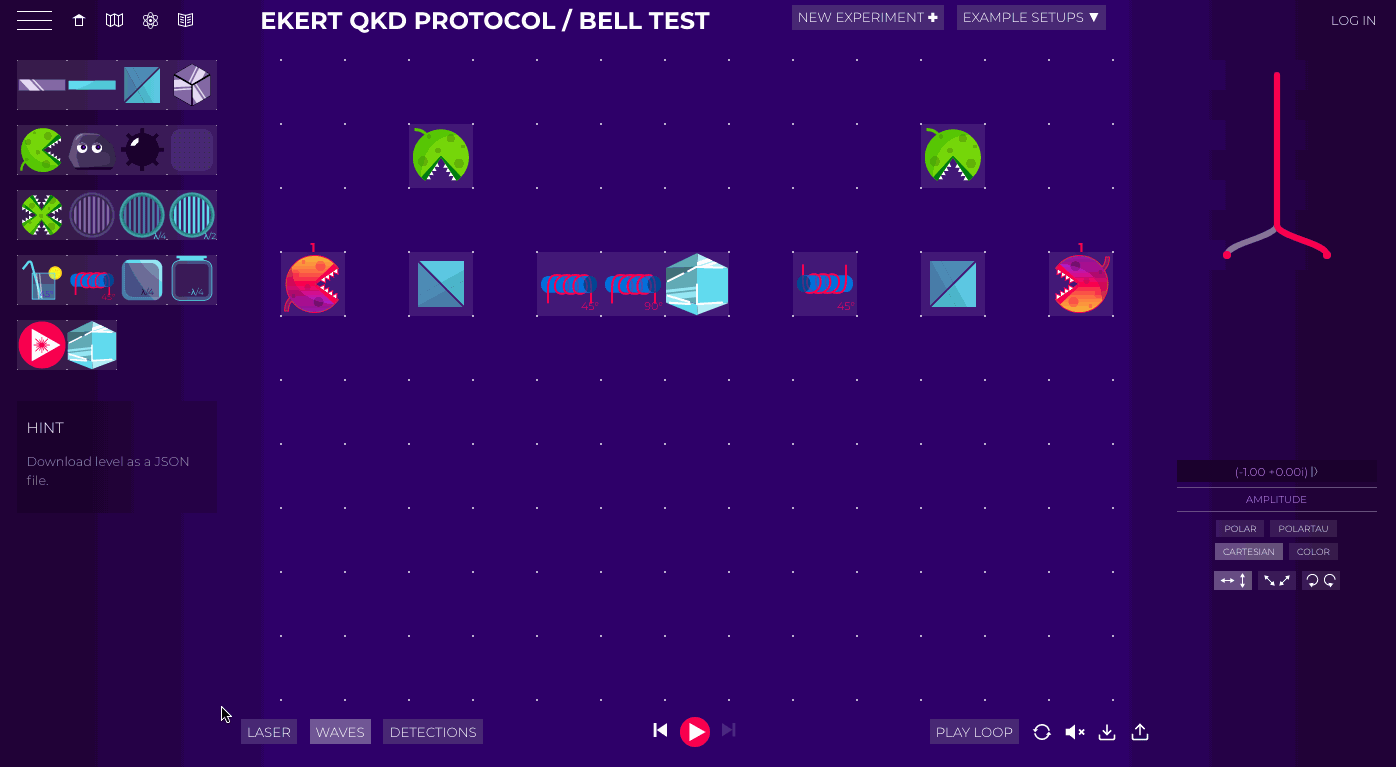 EKERT QKD PROTOCOL / BELL TEST
NEW EXPERIMENT ✚
EXAMPLE SETUPS ▼
LOG IN
λ/4
λ/2
45°
λ/4
-λ/4
1
1
45°
90°
45°
HINT
Download level as a JSON
file.
(-1.00 +0.00i) |⟩
AMPLITUDE
POLAR
POLARTAU
CARTESIAN
COLOR
LASER
WAVES
DETECTIONS
PLAY LOOP